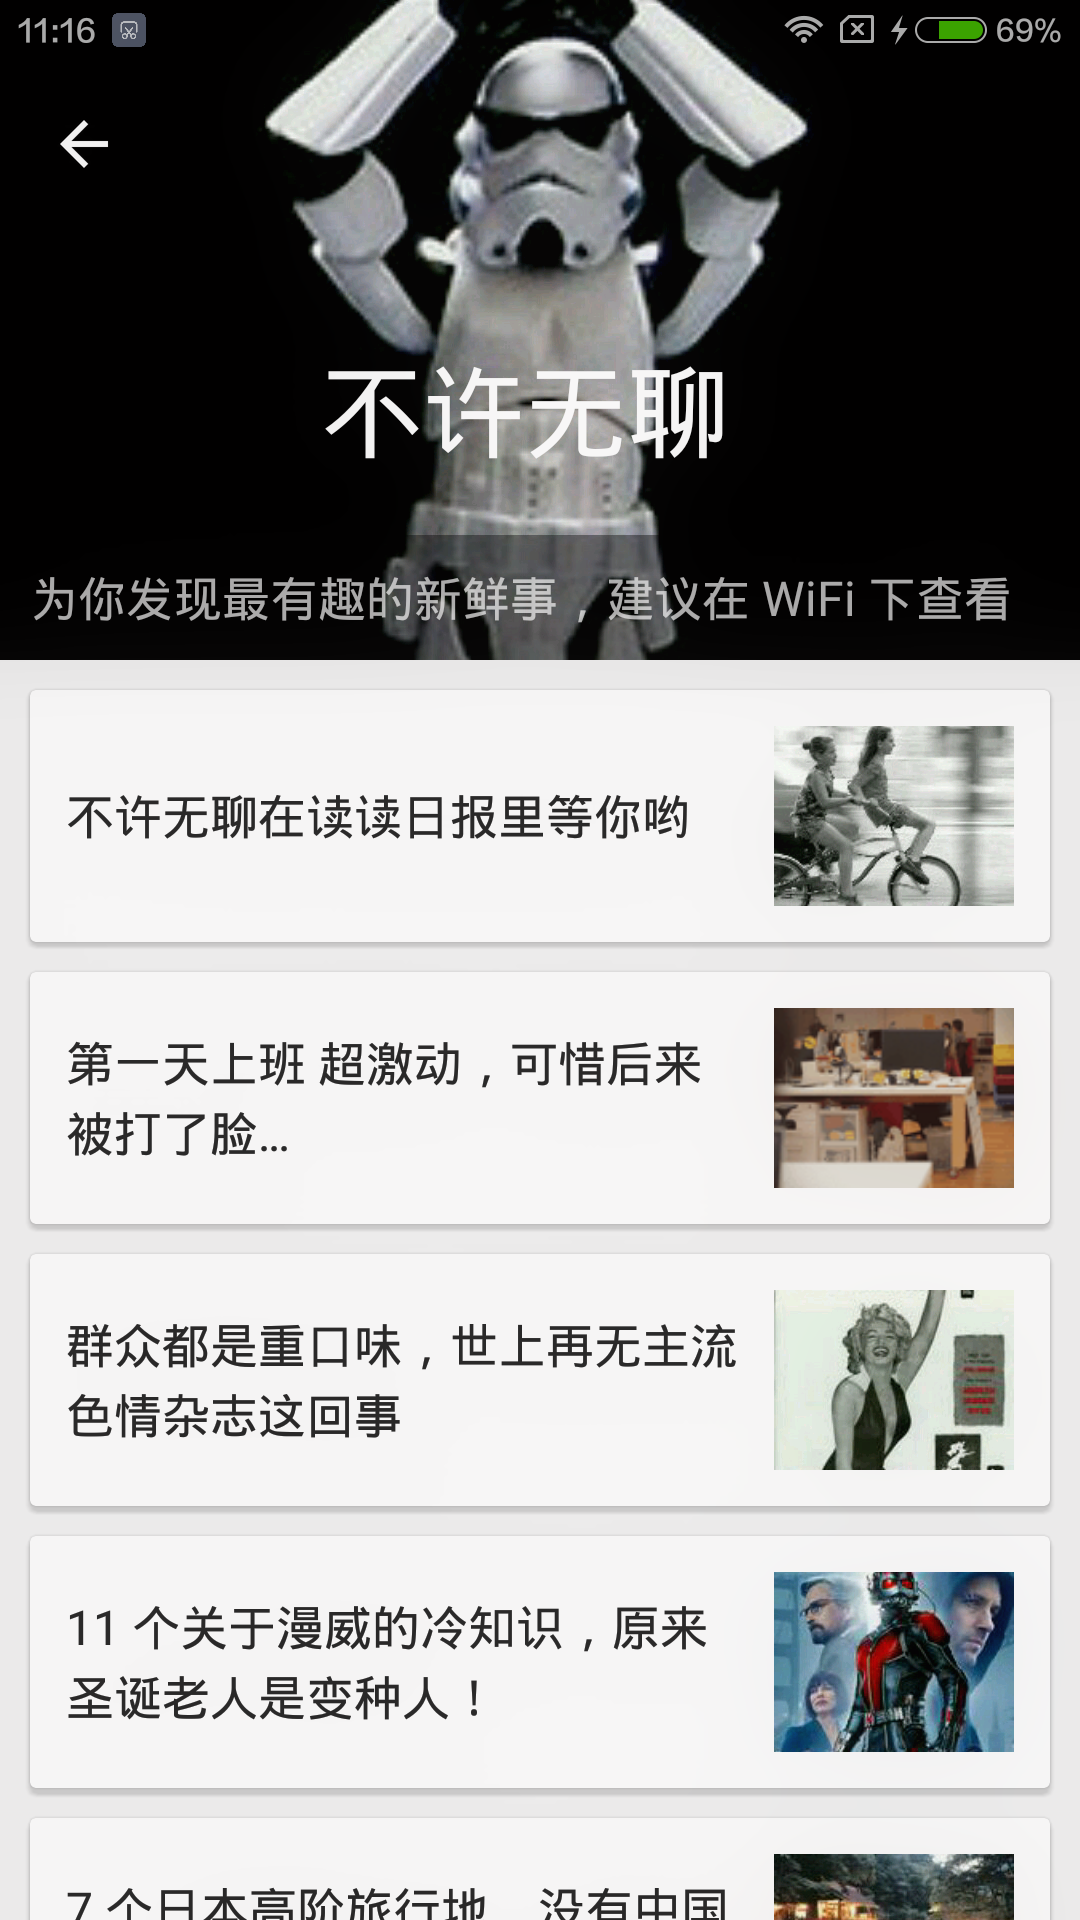 11:16
69%
不许无聊
为你发现最有趣的新鲜事，建议在 WiFi 下查看
不许无聊在读读日报里等你哟
第一天上班 超激动，可惜后来
被打了脸...
群众都是重口味，世上再无主流
色情杂志这回事
11 个关于漫威的冷知识，原来
圣诞老人是变种人！
7 个日本高阶旅行地，没有中国